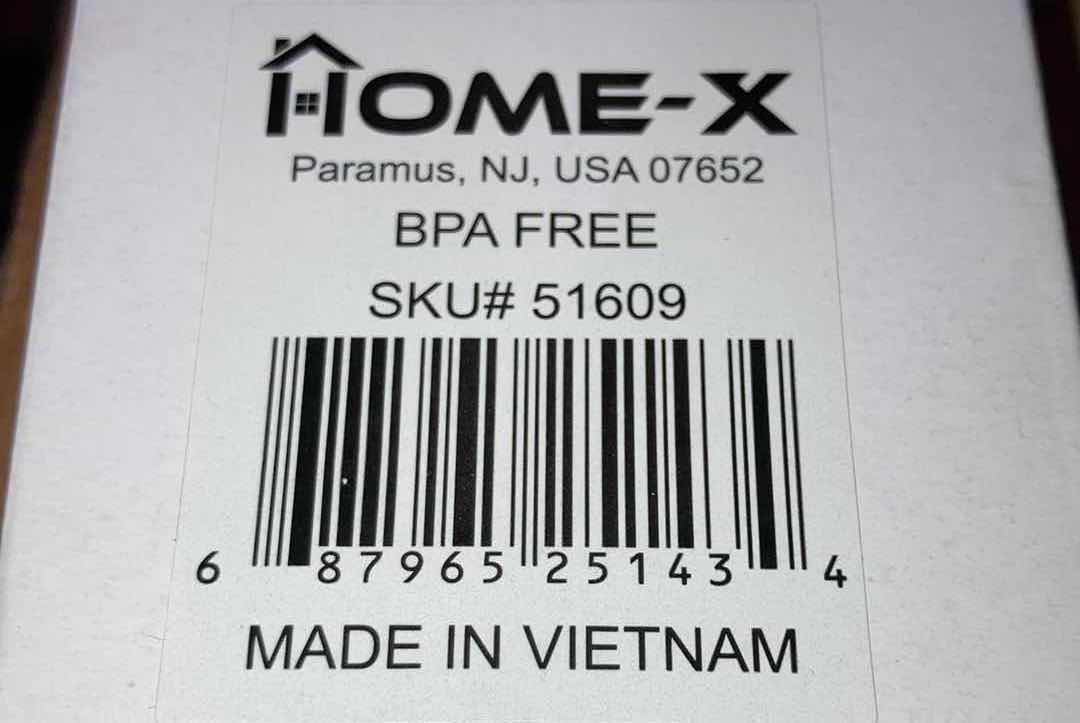 HOME-X
Paramus, NJ, USA 07652
BPA FREE
SKU# 51609
6 87965 25143 4
MADE IN VIETNAM